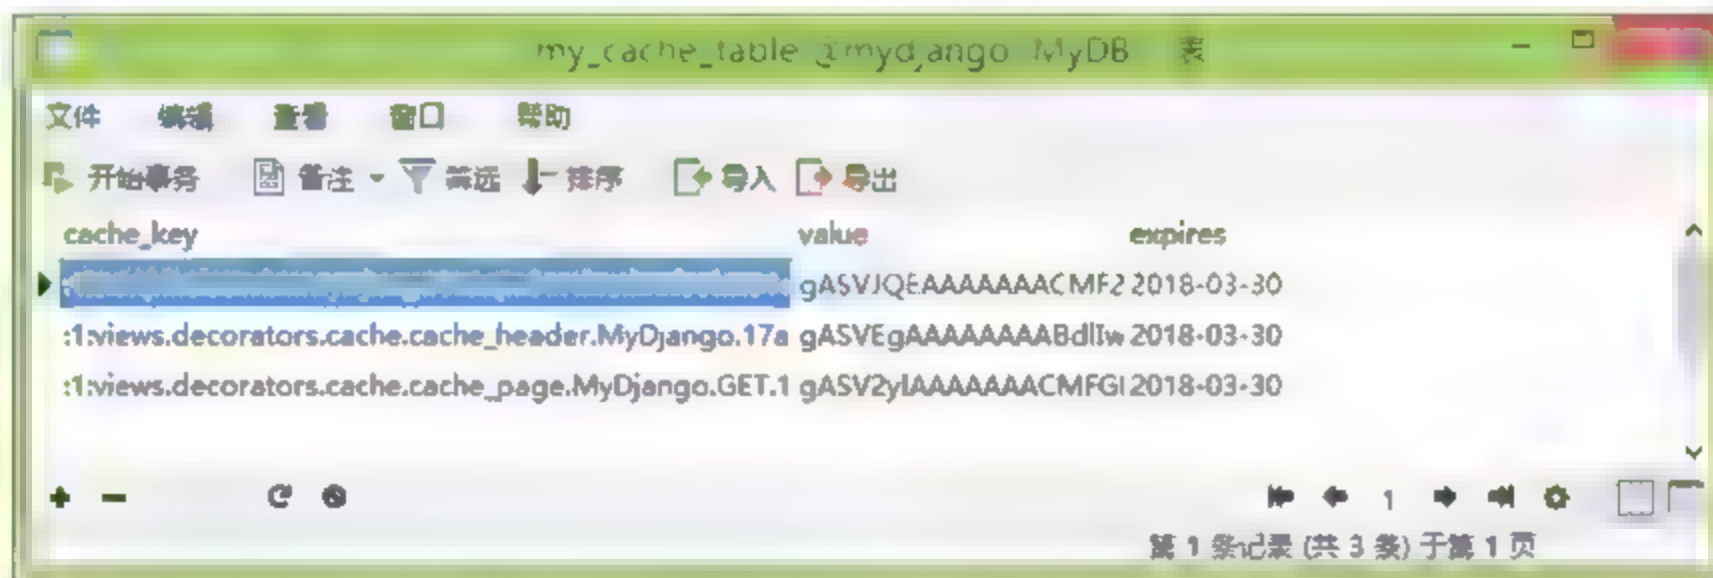 my_cache_table @mydjango MyDB 表
文件 编辑 查看 窗口 帮助
开始事务 备注 筛选 排序 导入 导出
cache_key value expires
gASVJQEAAAAAAACMF2 2018-03-30
:1:views.decorators.cache.cache_header.MyDjango.17a gASVEgAAAAAAAABdlIw 2018-03-30
:1:views.decorators.cache.cache_page.MyDjango.GET.1 gASV2yIAAAAAAACMFGl 2018-03-30
1
第 1 条记录 (共 3 条) 于第 1 页